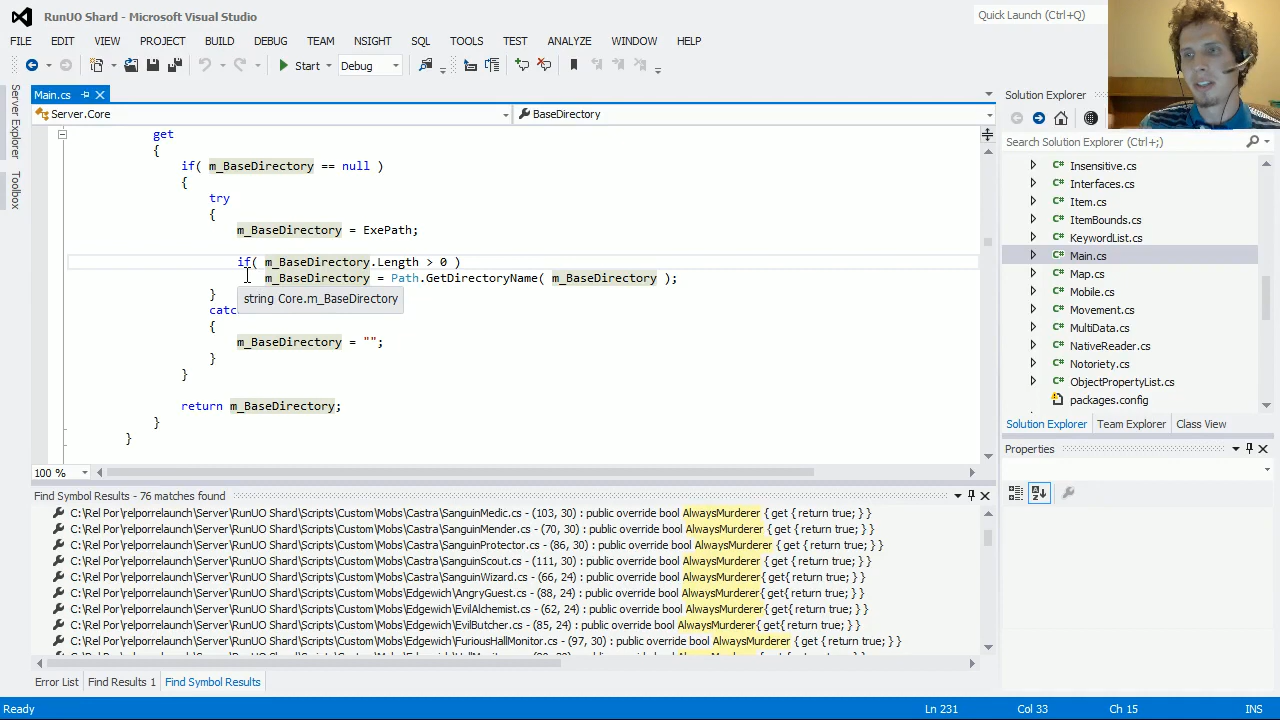 RunUO Shard - Microsoft Visual Studio
Quick Launch (Ctrl+Q)
FILE EDIT VIEW PROJECT BUILD DEBUG TEAM NSIGHT SQL TOOLS TEST ANALYZE WINDOW HELP
Start Debug
Server Explorer
Toolbox
Main.cs
Server.Core
BaseDirectory
get
{
if( m_BaseDirectory == null )
{
try
{
m_BaseDirectory = ExePath;
if( m_BaseDirectory.Length > 0 )
m_BaseDirectory = Path.GetDirectoryName( m_BaseDirectory );
}
string Core.m_BaseDirectory
catc
{
m_BaseDirectory = "";
}
}
return m_BaseDirectory;
}
}
100 %
Solution Explorer
Search Solution Explorer (Ctrl+;)
C# Insensitive.cs
C# Interfaces.cs
C# Item.cs
C# ItemBounds.cs
C# KeywordList.cs
C# Main.cs
C# Map.cs
C# Mobile.cs
C# Movement.cs
C# MultiData.cs
C# NativeReader.cs
C# Notoriety.cs
C# ObjectPropertyList.cs
packages.config
Solution Explorer Team Explorer Class View
Properties
Find Symbol Results - 76 matches found
C:\Rel Por\relporrelaunch\Server\RunUO Shard\Scripts\Custom\Mobs\Castra\SanguinMedic.cs - (103, 30) : public override bool AlwaysMurderer { get { return true; } }
C:\Rel Por\relporrelaunch\Server\RunUO Shard\Scripts\Custom\Mobs\Castra\SanguinMender.cs - (70, 30) : public override bool AlwaysMurderer { get { return true; } }
C:\Rel Por\relporrelaunch\Server\RunUO Shard\Scripts\Custom\Mobs\Castra\SanguinProtector.cs - (86, 30) : public override bool AlwaysMurderer { get { return true; } }
C:\Rel Por\relporrelaunch\Server\RunUO Shard\Scripts\Custom\Mobs\Castra\SanguinScout.cs - (111, 30) : public override bool AlwaysMurderer { get { return true; } }
C:\Rel Por\relporrelaunch\Server\RunUO Shard\Scripts\Custom\Mobs\Castra\SanguinWizard.cs - (66, 24) : public override bool AlwaysMurderer{ get{ return true; } }
C:\Rel Por\relporrelaunch\Server\RunUO Shard\Scripts\Custom\Mobs\Edgewich\AngryGuest.cs - (88, 24) : public override bool AlwaysMurderer{ get{ return true; } }
C:\Rel Por\relporrelaunch\Server\RunUO Shard\Scripts\Custom\Mobs\Edgewich\EvilAlchemist.cs - (62, 24) : public override bool AlwaysMurderer{ get{ return true; } }
C:\Rel Por\relporrelaunch\Server\RunUO Shard\Scripts\Custom\Mobs\Edgewich\EvilButcher.cs - (85, 24) : public override bool AlwaysMurderer{ get{ return true; } }
C:\Rel Por\relporrelaunch\Server\RunUO Shard\Scripts\Custom\Mobs\Edgewich\FuriousHallMonitor.cs - (97, 30) : public override bool AlwaysMurderer { get { return true; } }
Error List Find Results 1 Find Symbol Results
Ready Ln 231 Col 33 Ch 15 INS